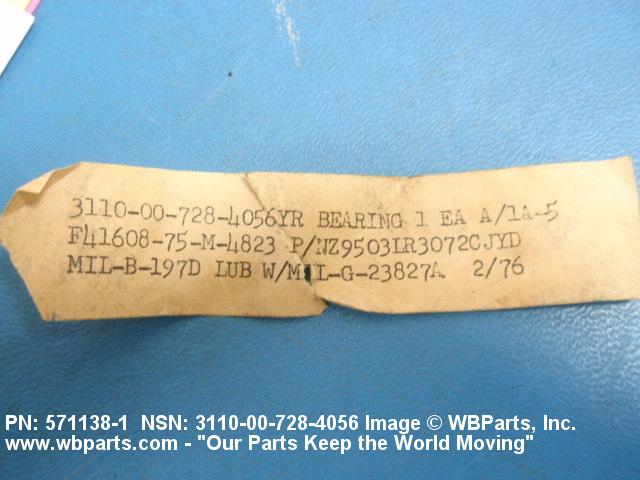 3110-00-728-4056YR BEARING 1 EA A/1A-5
F41608-75-M-4823 P/NZ9503LR3072CJYD
MIL-B-197D LUB W/MIL-G-23827A 2/76
PN: 571138-1 NSN: 3110-00-728-4056 Image © WBParts, Inc.
www.wbparts.com - "Our Parts Keep the World Moving"